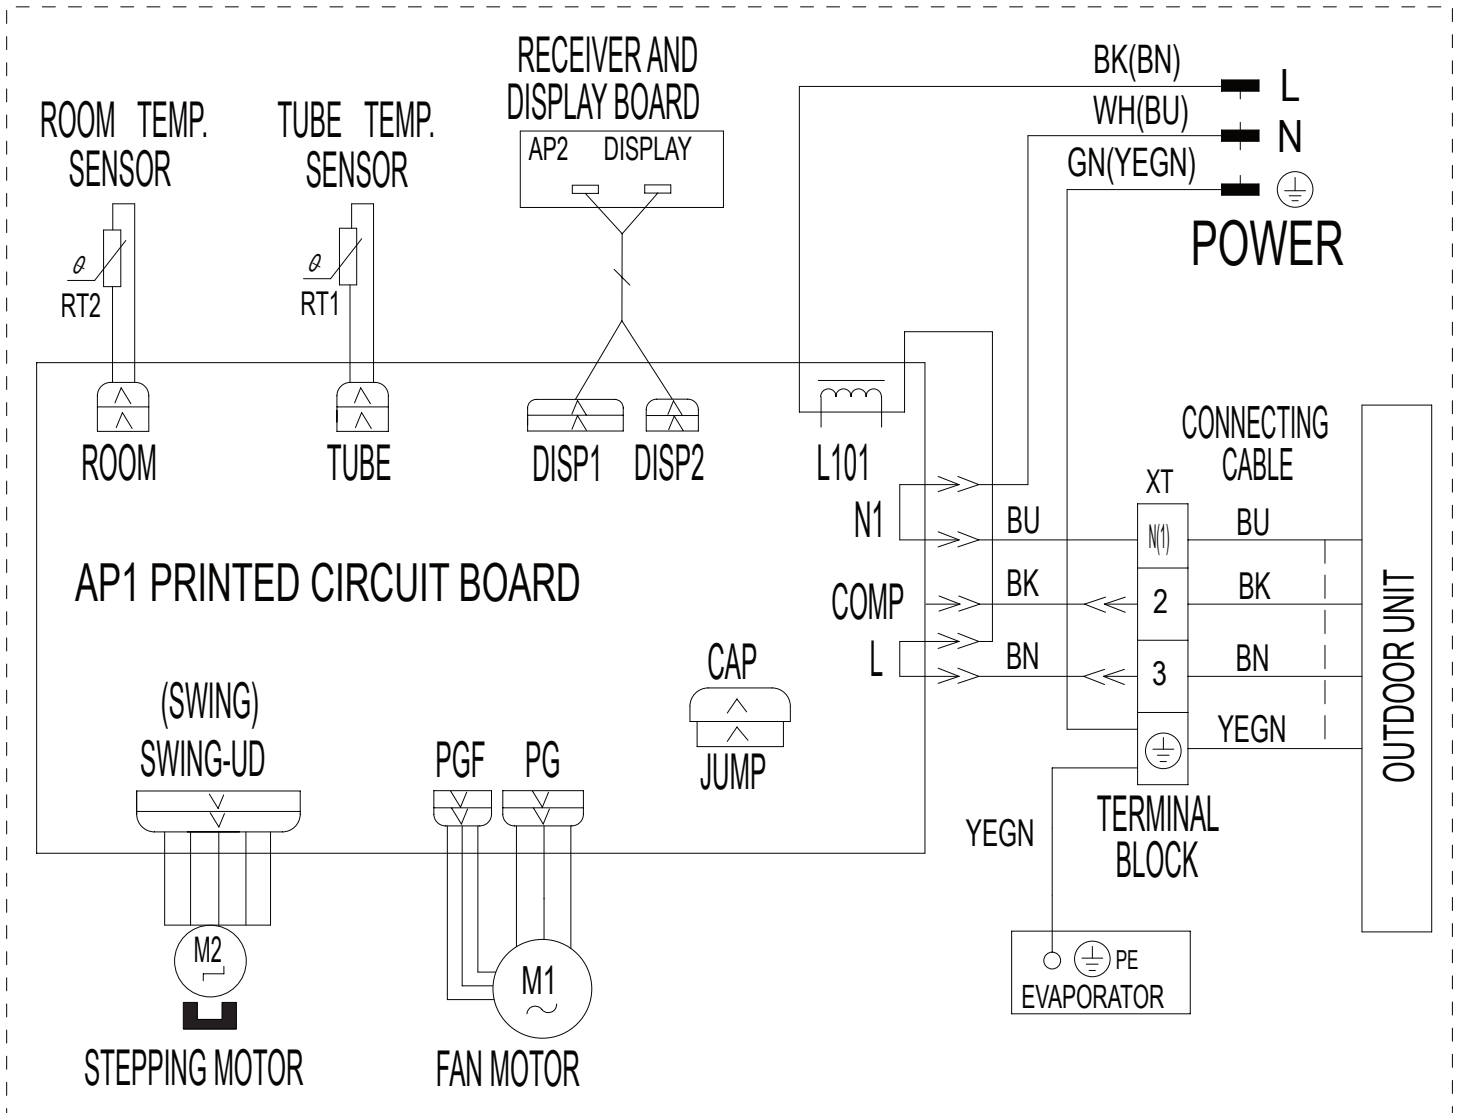 RECEIVER AND
DISPLAY BOARD
AP2 DISPLAY
ROOM TEMP.
SENSOR
θ
RT2
ROOM
TUBE TEMP.
SENSOR
θ
RT1
TUBE
DISP1
DISP2
L101
BK(BN)
L
WH(BU)
N
GN(YEGN)
POWER
CONNECTING
CABLE
XT
N1
BU
N(1)
BU
COMP
BK
2
BK
L
BN
3
BN
YEGN
OUTDOOR UNIT
AP1 PRINTED CIRCUIT BOARD
CAP
JUMP
(SWING)
SWING-UD
PGF
PG
TERMINAL
BLOCK
YEGN
M2
STEPPING MOTOR
M1
FAN MOTOR
PE
EVAPORATOR